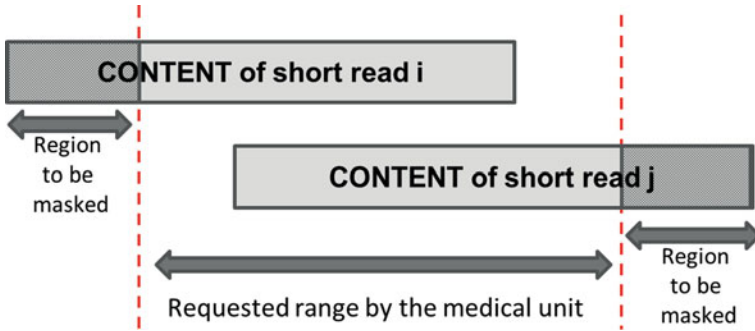 CONTENT of short read i
Region
to be
masked
CONTENT of short read j
Requested range by the medical unit
Region
to be
masked